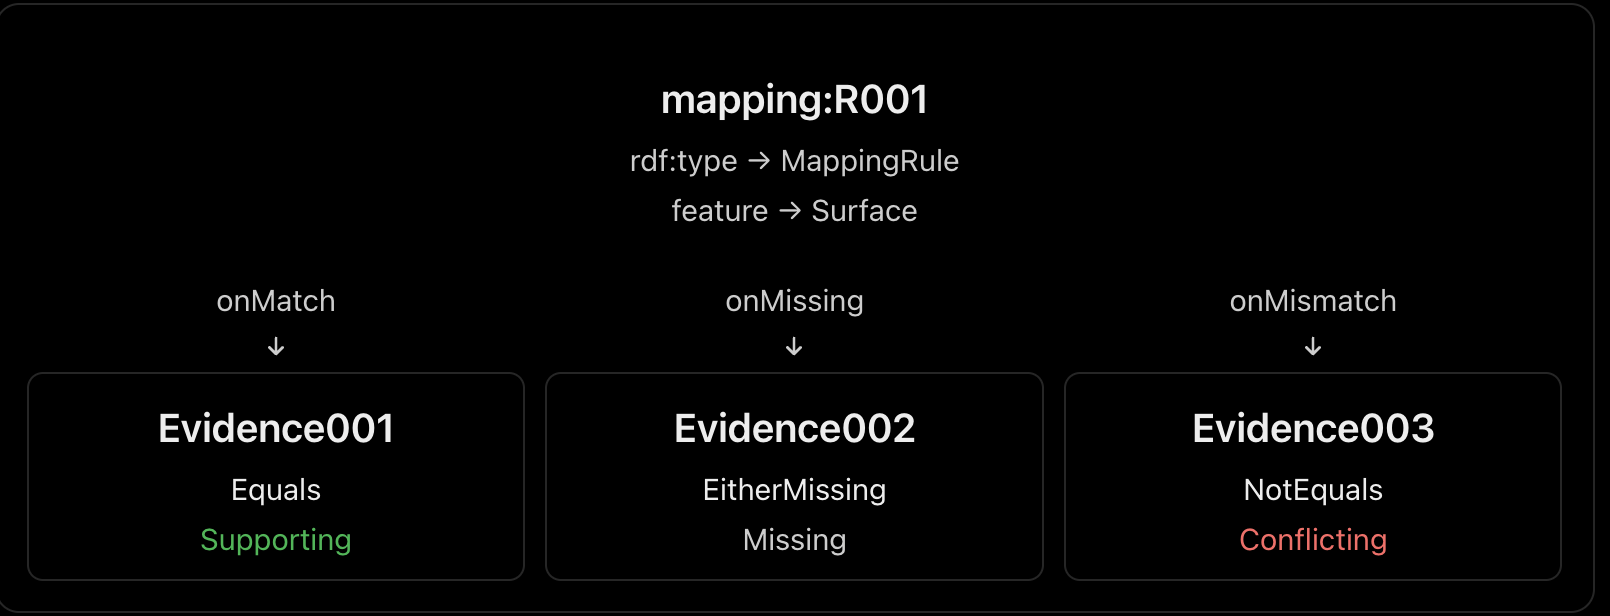 mapping:R001
rdf:type → MappingRule
feature → Surface
onMatch
↓
Evidence001
Equals
Supporting
onMissing
↓
Evidence002
EitherMissing
Missing
onMismatch
↓
Evidence003
NotEquals
Conflicting